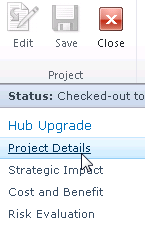 Edit Save Close
Project
Status: Checked-out to
Hub Upgrade
Project Details
Strategic Impact
Cost and Benefit
Risk Evaluation